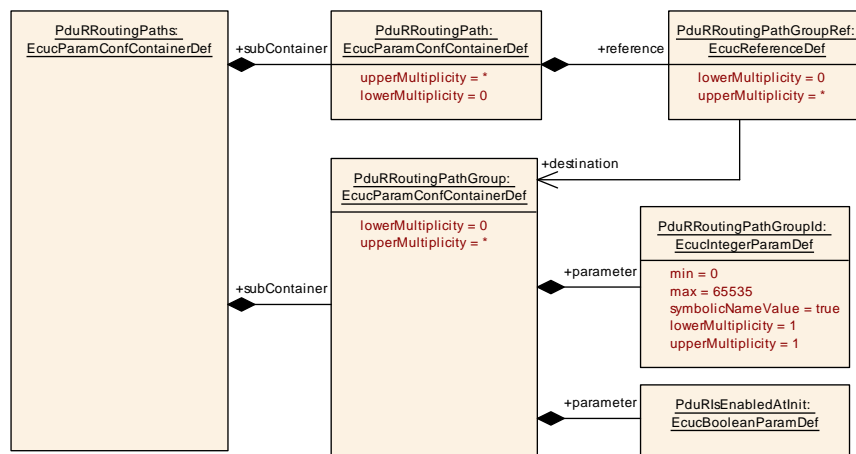 PduRRoutingPaths:
EcucParamConfContainerDef
+subContainer
PduRRoutingPath:
EcucParamConfContainerDef
upperMultiplicity = *
lowerMultiplicity = 0
+reference
PduRRoutingPathGroupRef:
EcucReferenceDef
lowerMultiplicity = 0
upperMultiplicity = *
+destination
+subContainer
PduRRoutingPathGroup:
EcucParamConfContainerDef
lowerMultiplicity = 0
upperMultiplicity = *
+parameter
PduRRoutingPathGroupId:
EcucIntegerParamDef
min = 0
max = 65535
symbolicNameValue = true
lowerMultiplicity = 1
upperMultiplicity = 1
+parameter
PduRIsEnabledAtInit:
EcucBooleanParamDef